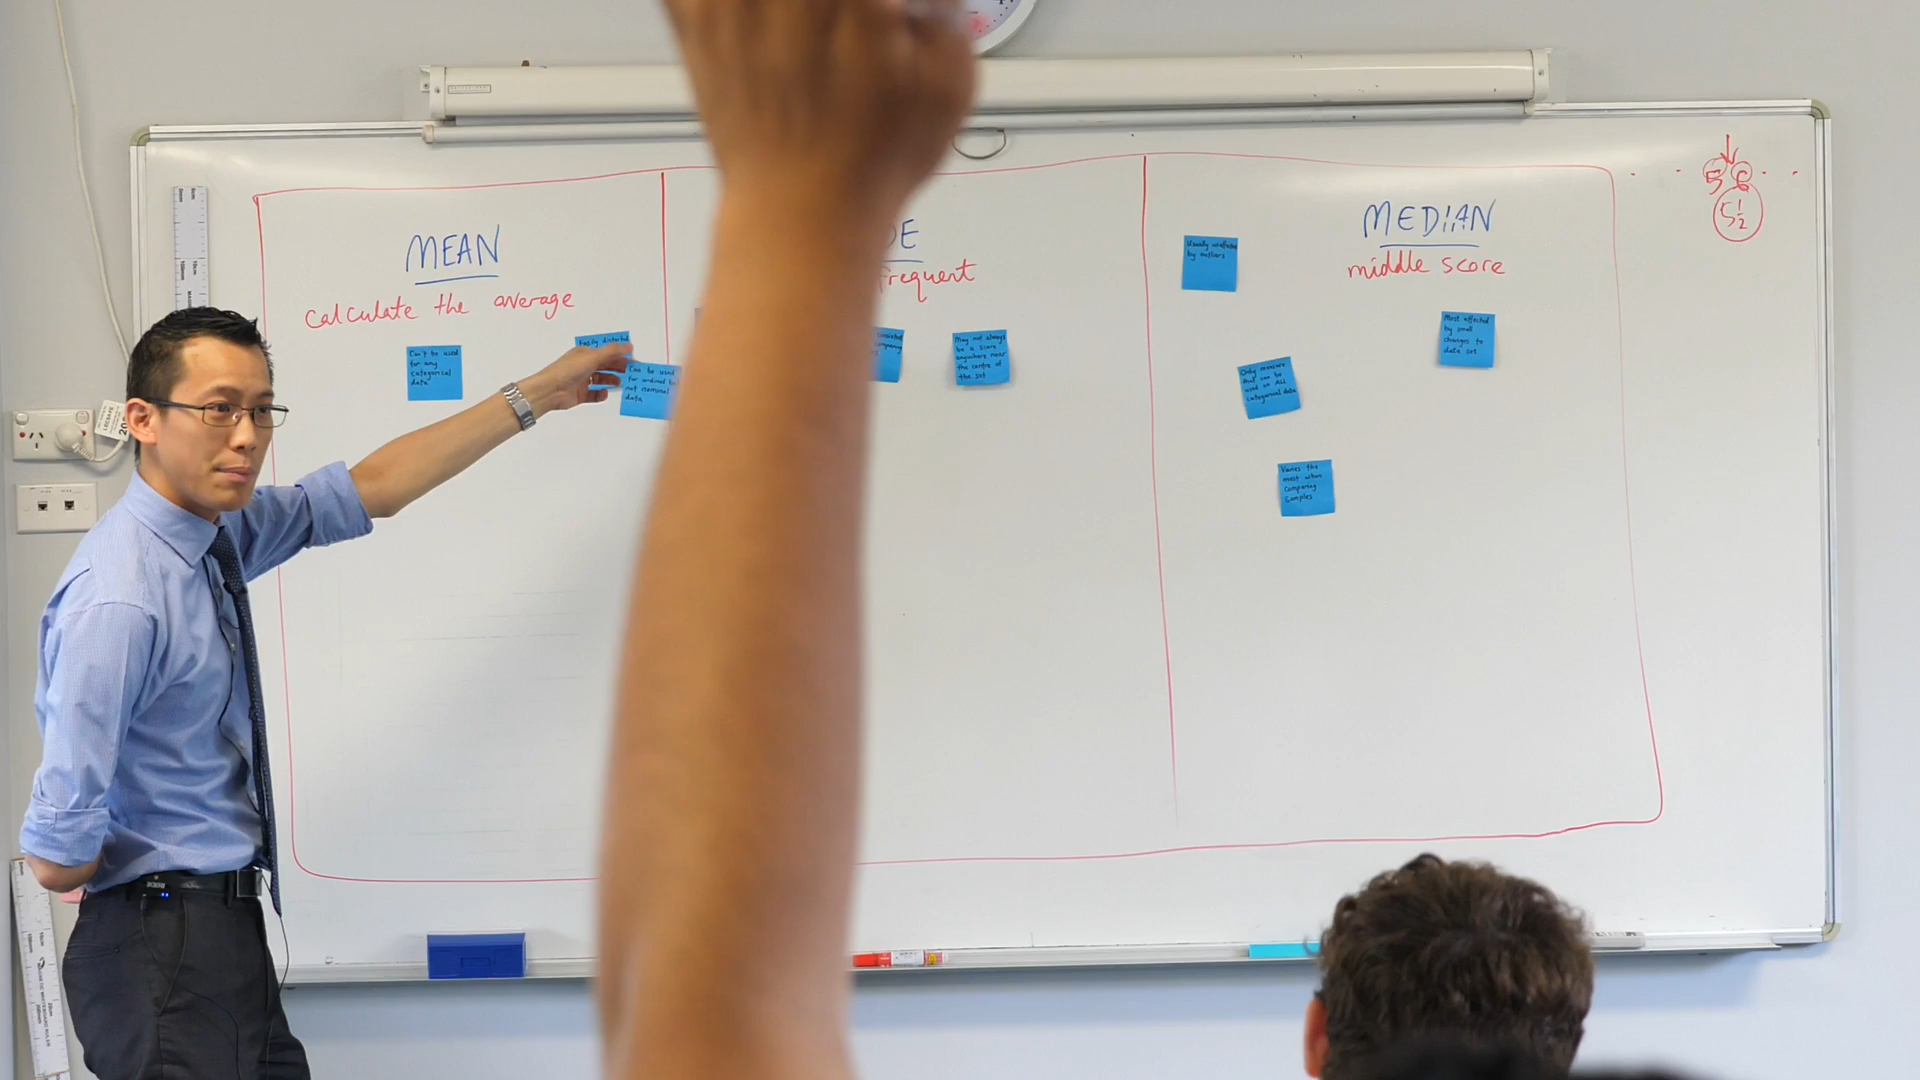 MEAN
calculate the average
Can't be used
for any
categorical
data
Easily distorted
Can be used
for ordinal b
not nominal
data
DE
frequent
May not always
be a score
anywhere near
the centre of
the set
MEDIAN
middle score
Usually unaffected
by outliers
Most affected
by small
changes to
data set
Only measure
that can be
used on ALL
categorical data
Varies the
most when
comparing
samples
5 6
5½